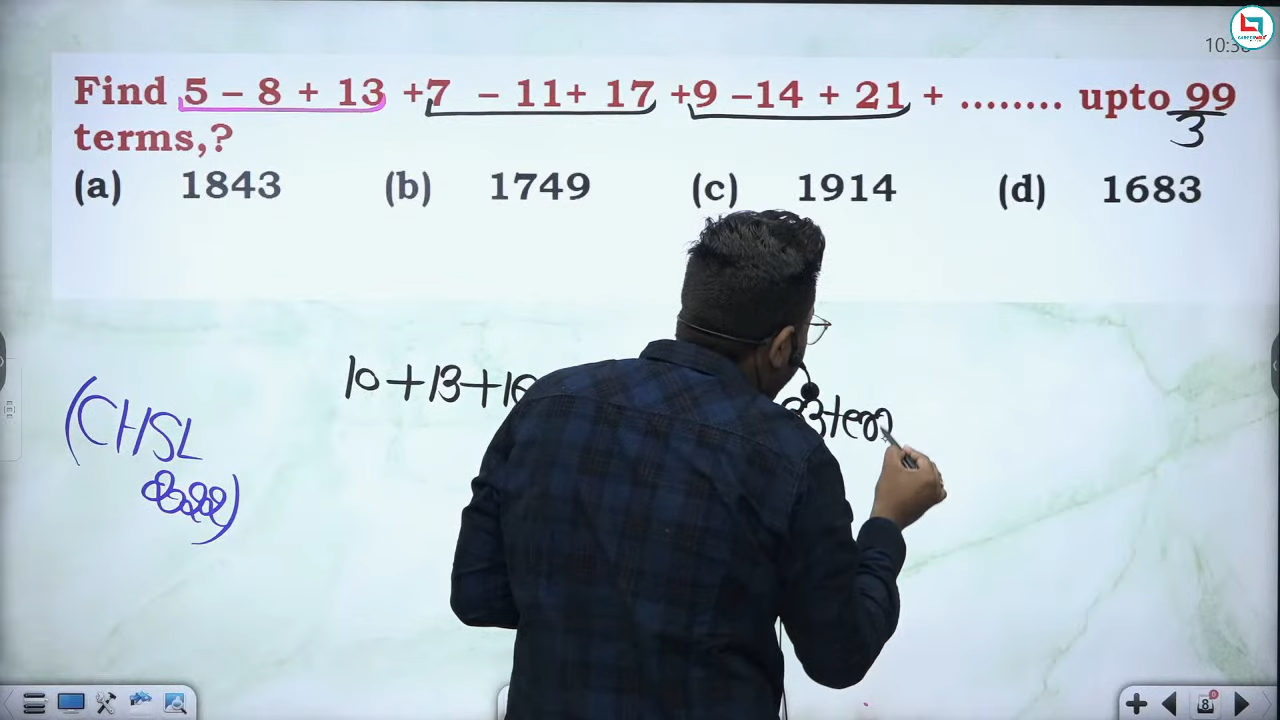 10:30
Find 5 – 8 + 13 +7 – 11+ 17 +9 –14 + 21 + ........ upto 99
3
terms,?
(a) 1843 (b) 1749 (c) 1914 (d) 1683
10+13+16
33term
(CHSL
8